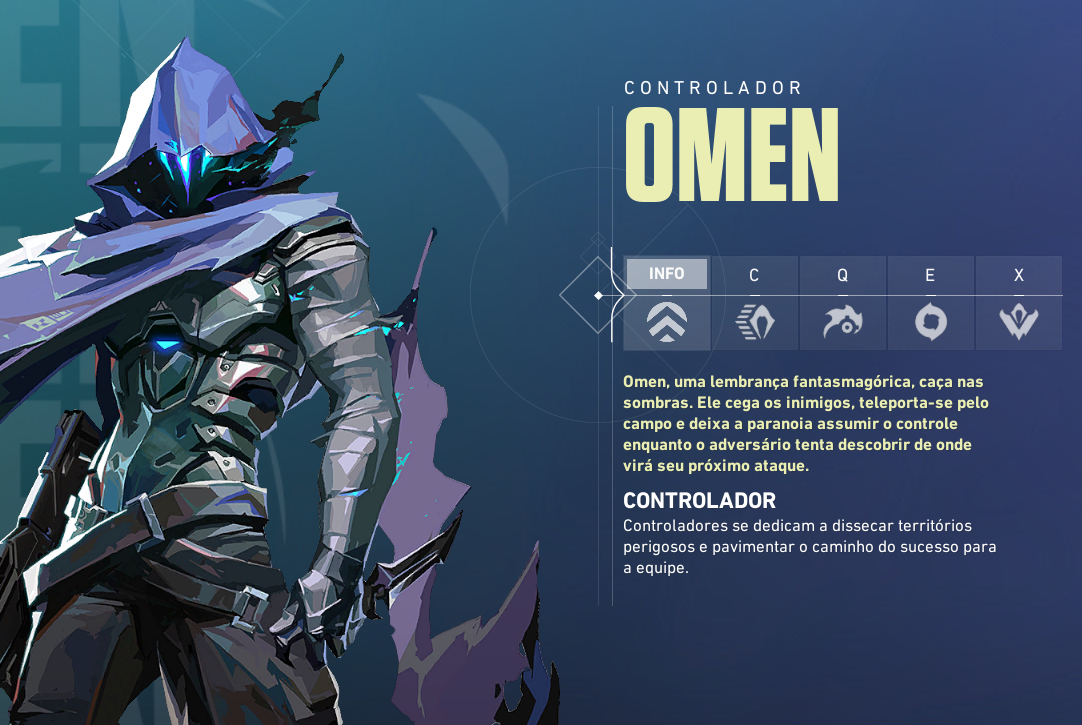 CONTROLADOR
OMEN
INFO C Q E X
Omen, uma lembrança fantasmagórica, caça nas
sombras. Ele cega os inimigos, teleporta-se pelo
campo e deixa a paranoia assumir o controle
enquanto o adversário tenta descobrir de onde
virá seu próximo ataque.
CONTROLADOR
Controladores se dedicam a dissecar territórios
perigosos e pavimentar o caminho do sucesso para
a equipe.